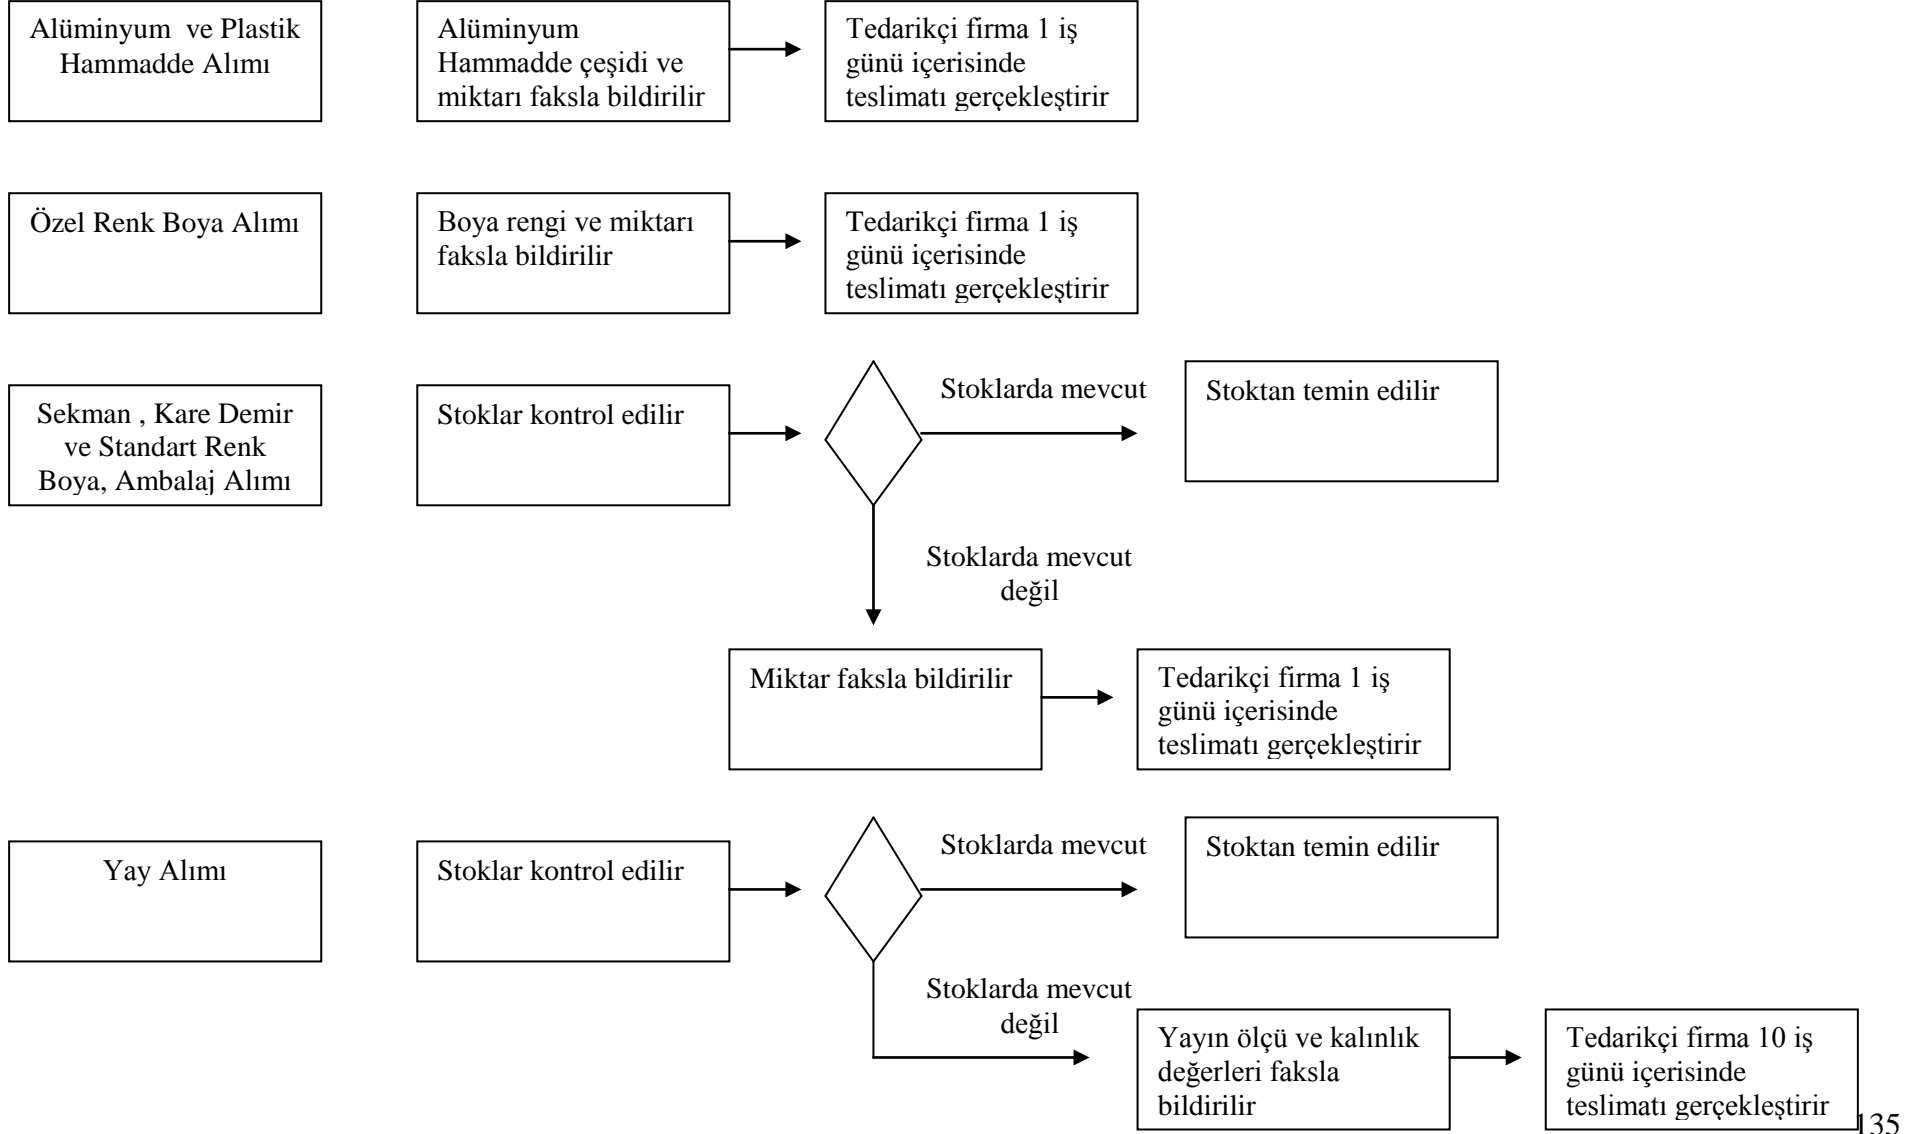 Alüminyum ve Plastik
Hammadde Alımı
Alüminyum
Hammadde çeşidi ve
miktarı faksla bildirilir
Tedarikçi firma 1 iş
günü içerisinde
teslimatı gerçekleştirir
Özel Renk Boya Alımı
Boya rengi ve miktarı
faksla bildirilir
Tedarikçi firma 1 iş
günü içerisinde
teslimatı gerçekleştirir
Sekman , Kare Demir
ve Standart Renk
Boya, Ambalaj Alımı
Stoklar kontrol edilir
Stoklarda mevcut
Stoktan temin edilir
Stoklarda mevcut
değil
Miktar faksla bildirilir
Tedarikçi firma 1 iş
günü içerisinde
teslimatı gerçekleştirir
Yay Alımı
Stoklar kontrol edilir
Stoklarda mevcut
Stoktan temin edilir
Stoklarda mevcut
değil
Yayın ölçü ve kalınlık
değerleri faksla
bildirilir
Tedarikçi firma 10 iş
günü içerisinde
teslimatı gerçekleştirir
135